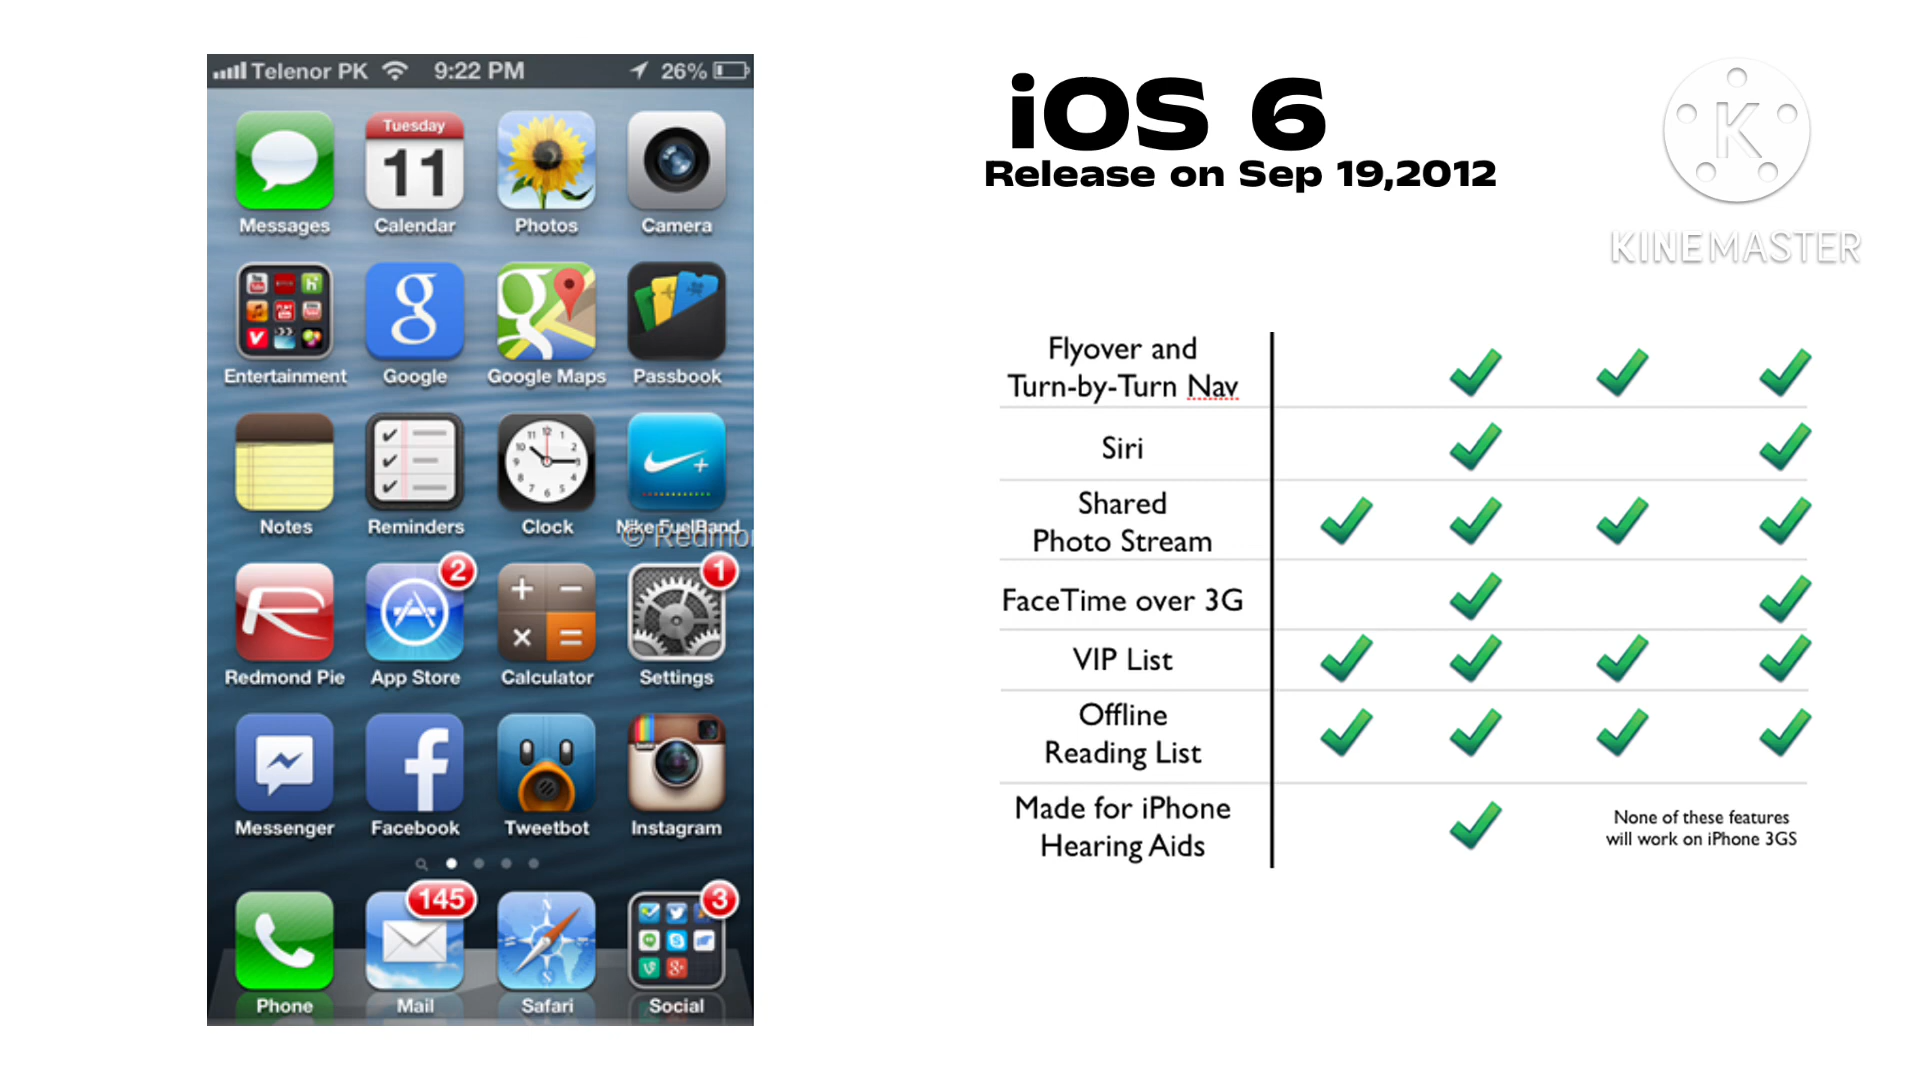 Telenor PK 9:22 PM 26%
Tuesday
11
Messages Calendar Photos Camera
Entertainment Google Google Maps Passbook
Notes Reminders Clock Nike FuelBand
© Redmo
2 1
Redmond Pie App Store Calculator Settings
Messenger Facebook Tweetbot Instagram
145 3
Phone Mail Safari Social
iOS 6
Release on Sep 19,2012
K
KINEMASTER
Flyover and
Turn-by-Turn Nav
Siri
Shared
Photo Stream
FaceTime over 3G
VIP List
Offline
Reading List
Made for iPhone
Hearing Aids
None of these features
will work on iPhone 3GS